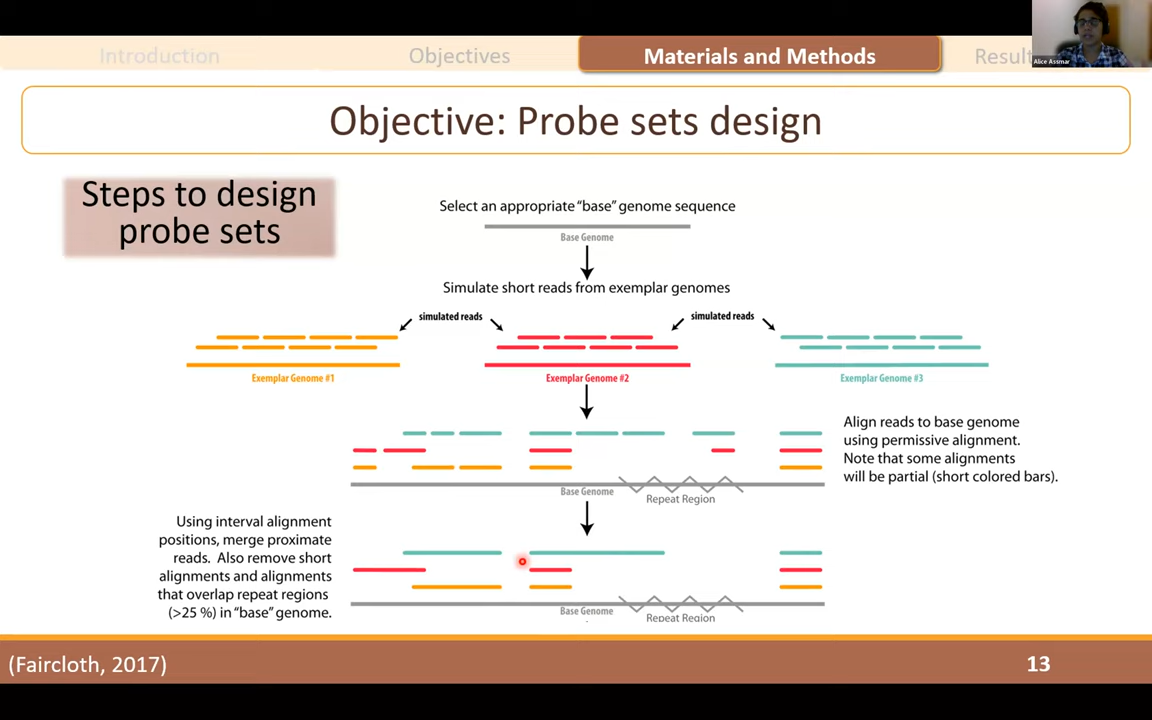 Introduction
Objectives
Materials and Methods
Alice Assmar
Objective: Probe sets design
Steps to design
probe sets
Select an appropriate “base” genome sequence
Base Genome
Simulate short reads from exemplar genomes
simulated reads
simulated reads
Exemplar Genome #1
Exemplar Genome #2
Exemplar Genome #3
Align reads to base genome
using permissive alignment.
Note that some alignments
will be partial (short colored bars).
Base Genome
Repeat Region
Using interval alignment
positions, merge proximate
reads. Also remove short
alignments and alignments
that overlap repeat regions
(>25 %) in “base” genome.
Base Genome
Repeat Region
(Faircloth, 2017)
13